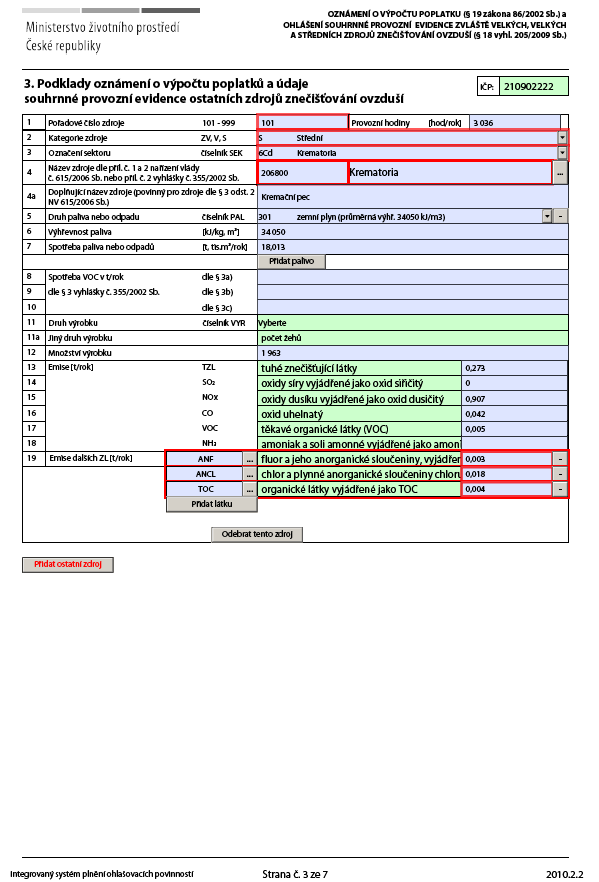 Ministerstvo životního prostředí
České republiky
OZNÁMENÍ O VÝPOČTU POPLATKU (§ 19 zákona 86/2002 Sb.) a
OHLÁŠENÍ SOUHRNNÉ PROVOZNÍ EVIDENCE ZVLÁŠTĚ VELKÝCH, VELKÝCH
A STŘEDNÍCH ZDROJŮ ZNEČIŠŤOVÁNÍ OVZDUŠÍ (§ 18 vyhl. 205/2009 Sb.)
3. Podklady oznámení o výpočtu poplatků a údaje
souhrnné provozní evidence ostatních zdrojů znečišťování ovzduší
IČP: 210902222
1 Pořadové číslo zdroje 101 - 999 101 Provozní hodiny [hod/rok] 3 036
2 Kategorie zdroje ZV, V, S S Střední
3 Označení sektoru číselník SEK 6Cd Krematoria
4 Název zdroje dle příl. č. 1 a 2 nařízení vlády
č. 615/2006 Sb. nebo příl. č. 2 vyhlášky č. 355/2002 Sb. 206800 Krematoria ...
4a Doplňující název zdroje (povinný pro zdroje dle § 3 odst. 2
NV 615/2006 Sb.) Kremační pec
5 Druh paliva nebo odpadu číselník PAL 301 zemní plyn (průměrná výhř. 34050 kJ/m3) -
6 Výhřevnost paliva [kJ/kg, m³] 34 050
7 Spotřeba paliva nebo odpadů [t, tis.m³/rok] 18,013
Přidat palivo
8 Spotřeba VOC v t/rok dle § 3a)
9 dle § 3 vyhlášky č. 355/2002 Sb. dle § 3b)
10 dle § 3c)
11 Druh výrobku číselník VYR Vyberte
11a Jiný druh výrobku počet žehů
12 Množství výrobku 1 963
13 Emise [t/rok] TZL tuhé znečišťující látky 0,273
14 SO₂ oxidy síry vyjádřené jako oxid siřičitý 0
15 NOx oxidy dusíku vyjádřené jako oxid dusičitý 0,907
16 CO oxid uhelnatý 0,042
17 VOC těkavé organické látky (VOC) 0,005
18 NH₃ amoniak a soli amonné vyjádřené jako amon
19 Emise dalších ZL [t/rok] ANF ... fluor a jeho anorganické sloučeniny, vyjádřen 0,003 -
ANCL ... chlor a plynné anorganické sloučeniny chloru 0,018 -
TOC ... organické látky vyjádřené jako TOC 0,004 -
Přidat látku
Odebrat tento zdroj
Přidat ostatní zdroj
Integrovaný systém plnění ohlašovacích povinností Strana č. 3 ze 7 2010.2.2